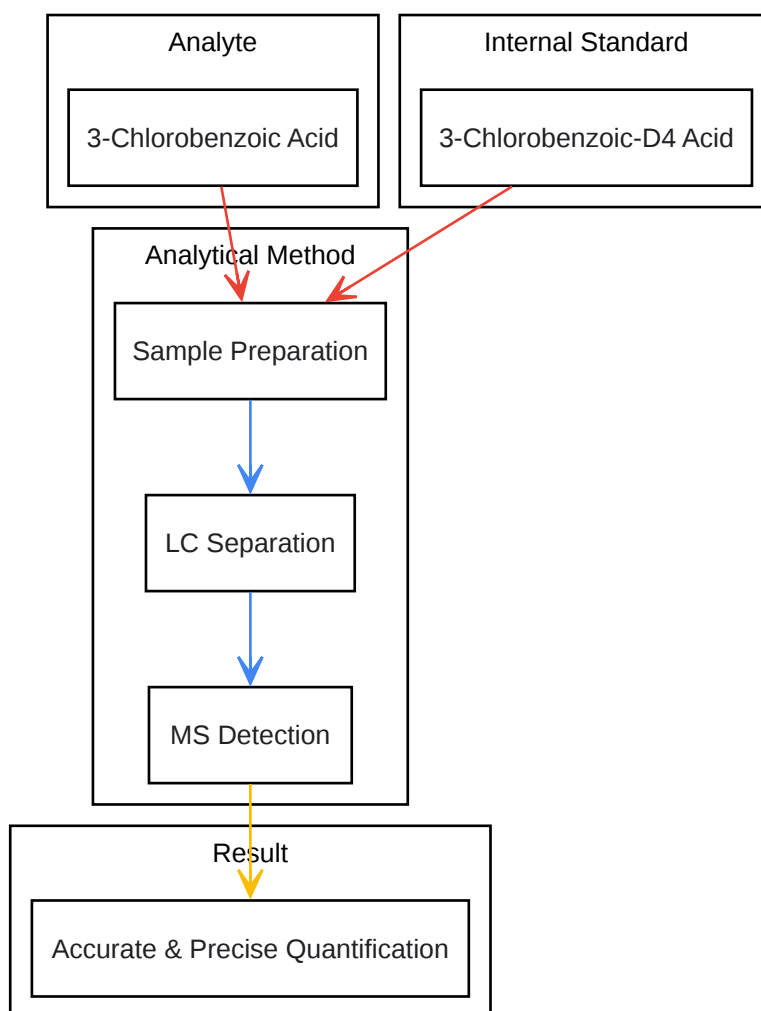 Analyte
Internal Standard
3-Chlorobenzoic Acid
3-Chlorobenzoic-D4 Acid
Analytical Method
Sample Preparation
LC Separation
MS Detection
Result
Accurate & Precise Quantification